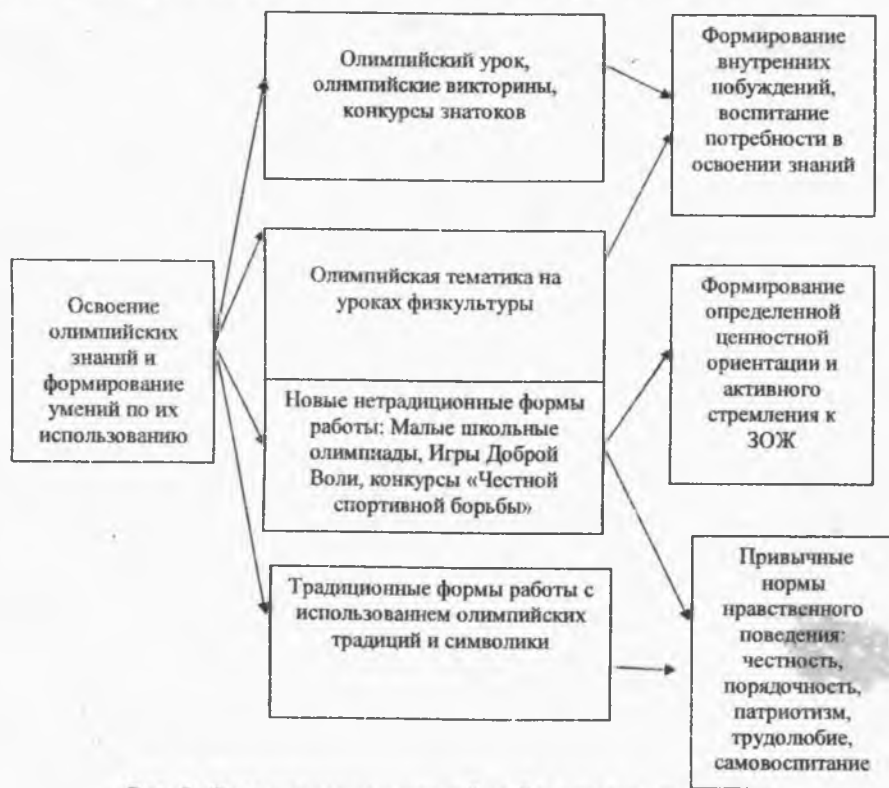 Освоение
олимпийских
знаний и
формирование
умений по их
использованию
Олимпийский урок,
олимпийские викторины,
конкурсы знатоков
Олимпийская тематика на
уроках физкультуры
Новые нетрадиционные формы
работы: Малые школьные
олимпиады, Игры Доброй
Воли, конкурсы «Честной
спортивной борьбы»
Традиционные формы работы с
использованием олимпийских
традиций и символики
Формирование
внутренних
побуждений,
воспитание
потребности в
освоении знаний
Формирование
определенной
ценностной
ориентации и
активного
стремления к
ЗОЖ
Привычные
нормы
нравственного
поведения:
честность,
порядочность,
патриотизм,
трудолюбие,
самовоспитание